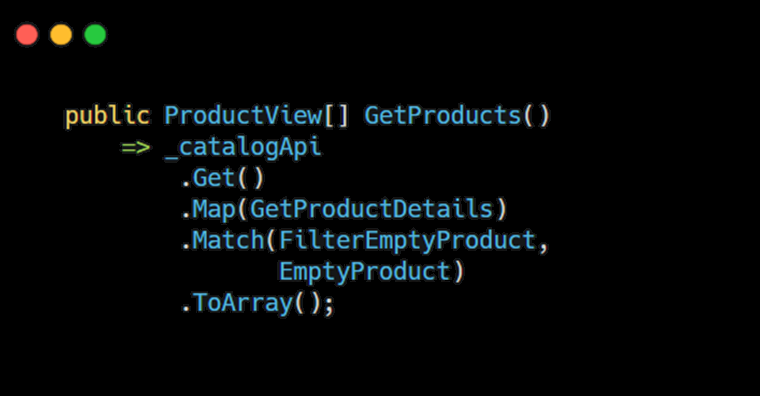 public ProductView[] GetProducts()
=> _catalogApi
.Get()
.Map(GetProductDetails)
.Match(FilterEmptyProduct,
EmptyProduct)
.ToArray();